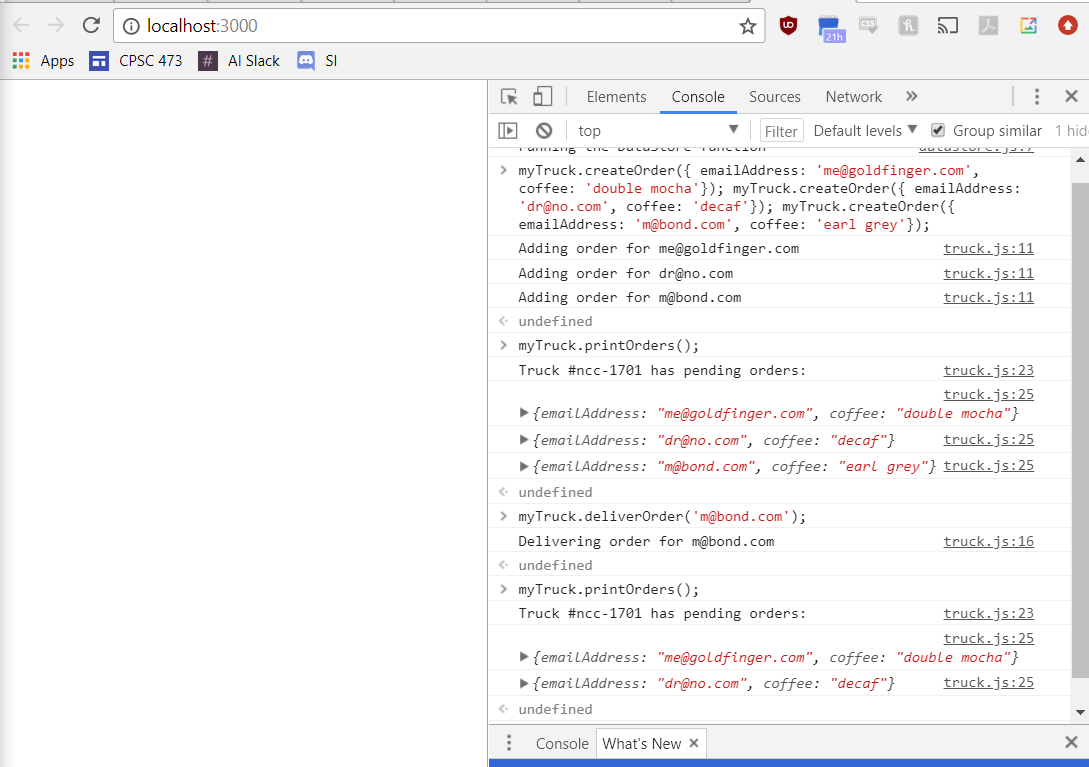 localhost:3000
21h
CSS
Apps
CPSC 473
# AI Slack
SI
Elements
Console
Sources
Network
»
top
Filter
Default levels
Group similar
1 hid
Running the DataStore function datastore.js:7
myTruck.createOrder({ emailAddress: 'me@goldfinger.com',
coffee: 'double mocha'}); myTruck.createOrder({ emailAddress:
'dr@no.com', coffee: 'decaf'}); myTruck.createOrder({
emailAddress: 'm@bond.com', coffee: 'earl grey'});
Adding order for me@goldfinger.com truck.js:11
Adding order for dr@no.com truck.js:11
Adding order for m@bond.com truck.js:11
undefined
myTruck.printOrders();
Truck #ncc-1701 has pending orders: truck.js:23
truck.js:25
{emailAddress: "me@goldfinger.com", coffee: "double mocha"}
{emailAddress: "dr@no.com", coffee: "decaf"} truck.js:25
{emailAddress: "m@bond.com", coffee: "earl grey"} truck.js:25
undefined
myTruck.deliverOrder('m@bond.com');
Delivering order for m@bond.com truck.js:16
undefined
myTruck.printOrders();
Truck #ncc-1701 has pending orders: truck.js:23
truck.js:25
{emailAddress: "me@goldfinger.com", coffee: "double mocha"}
{emailAddress: "dr@no.com", coffee: "decaf"} truck.js:25
undefined
Console
What's New